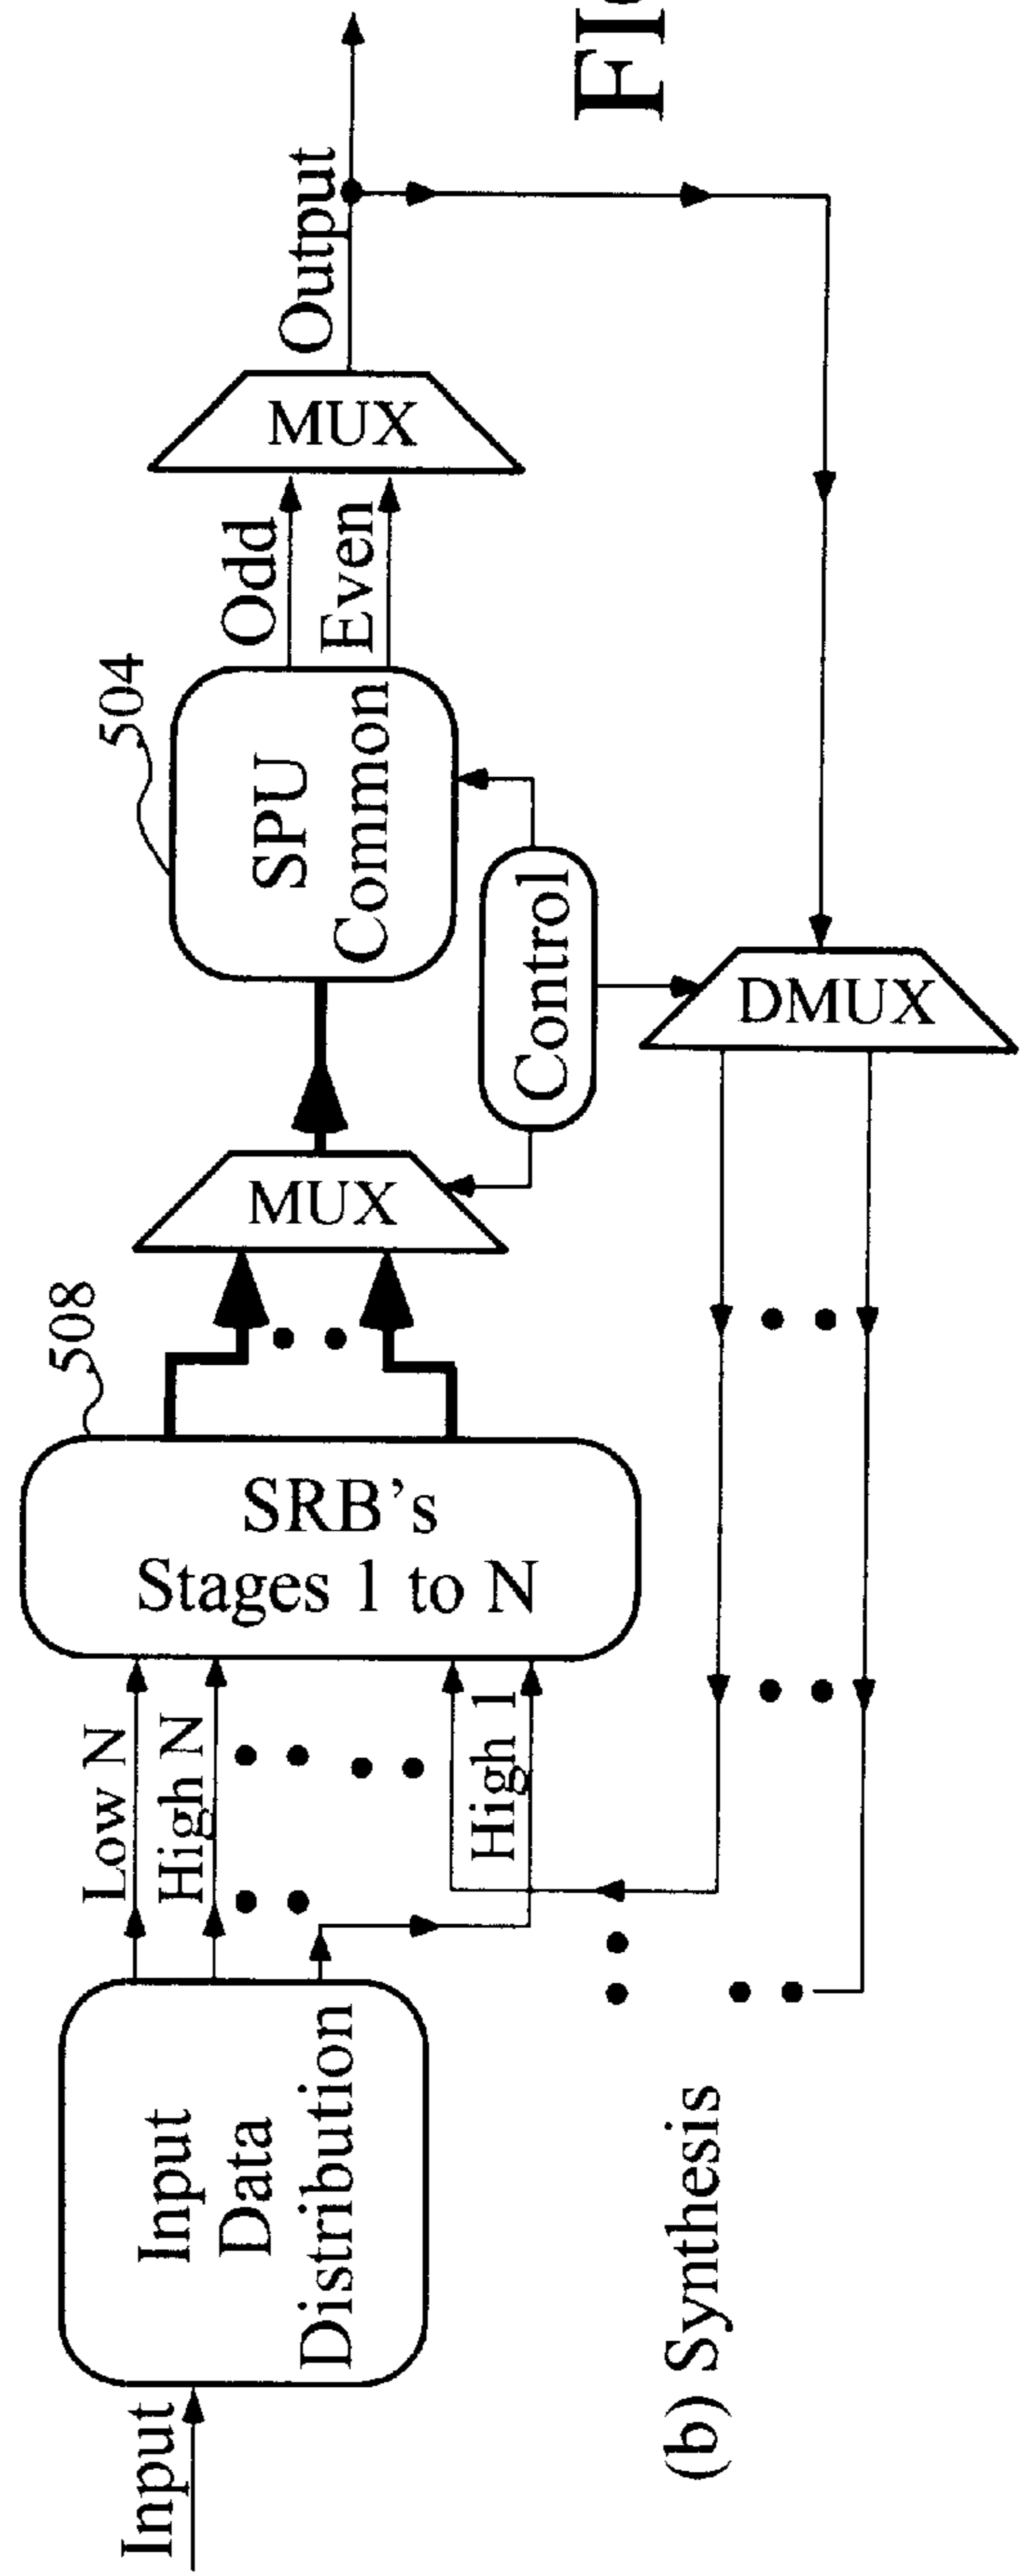 Input
Input
Data
Distribution
Low N
High N
High 1
SRB's
Stages 1 to N
508
MUX
Control
SPU
Common
504
Odd
Even
MUX
Output
DMUX
(b) Synthesis